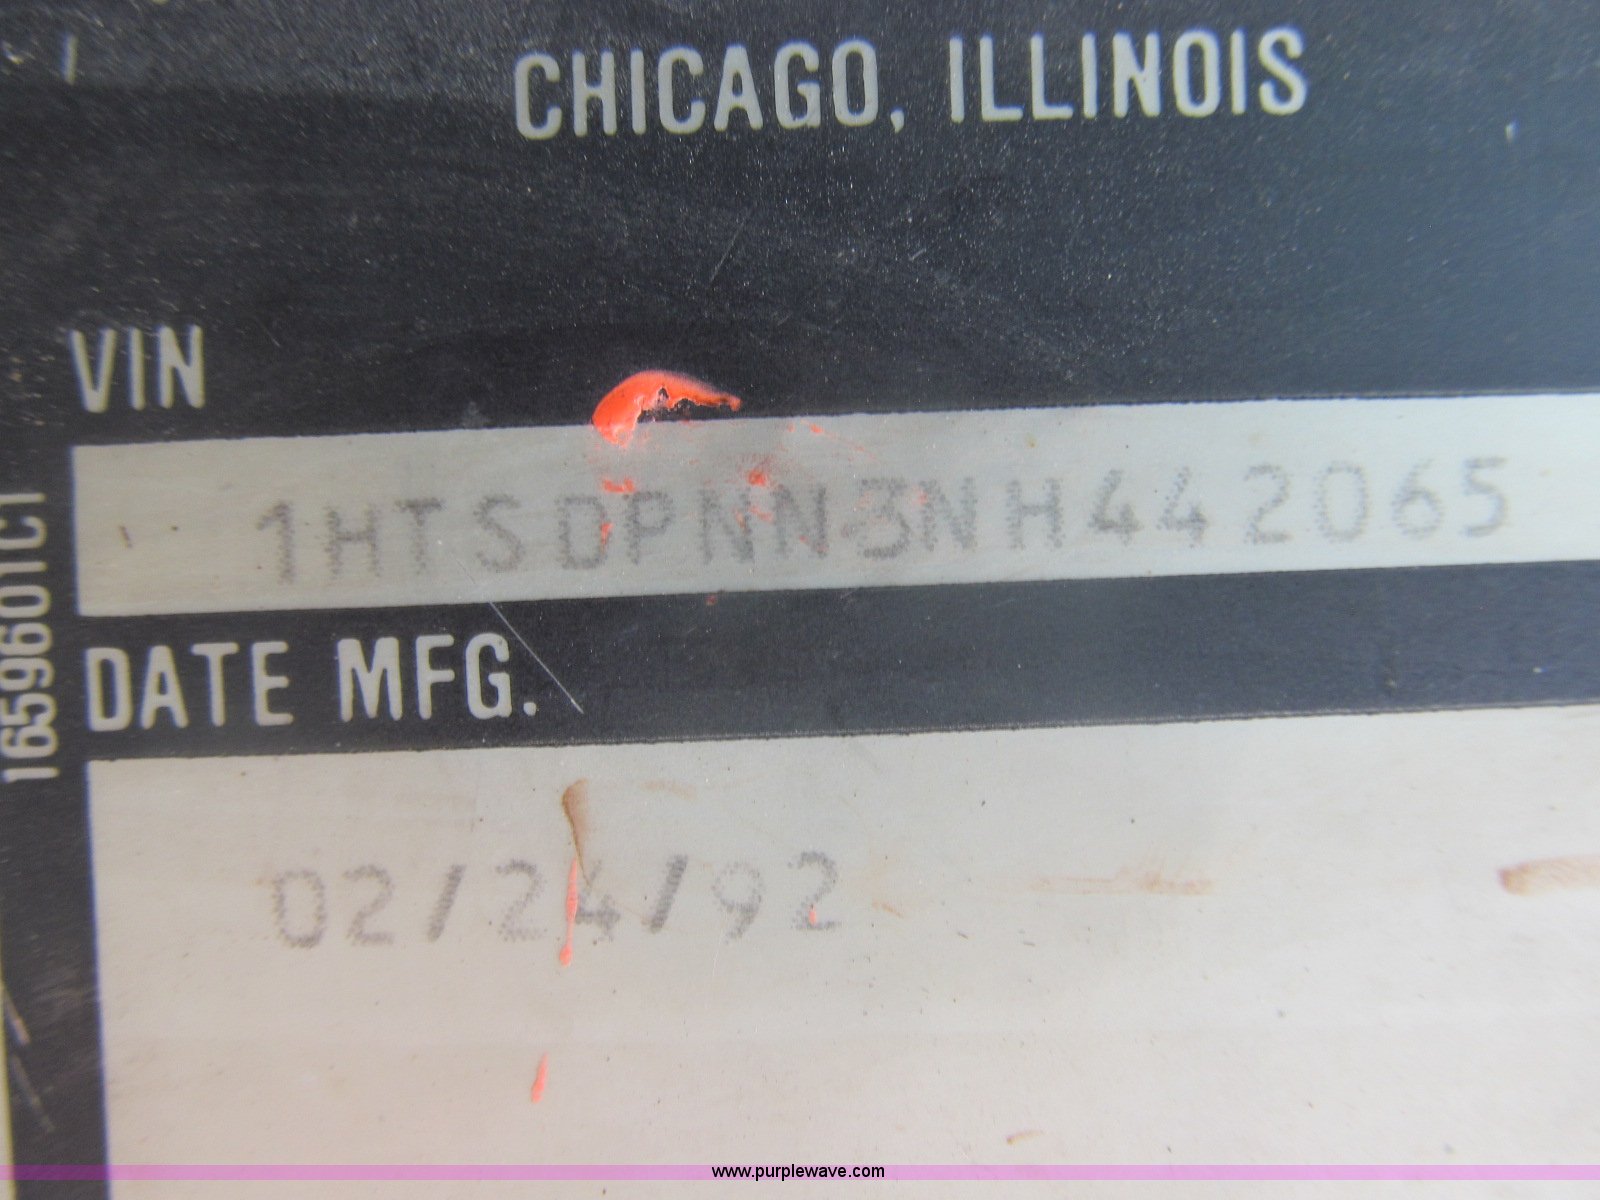 CHICAGO, ILLINOIS
VIN
1HTSDPNN3NH442065
DATE MFG.
02/24/92
1659601C1
www.purplewave.com